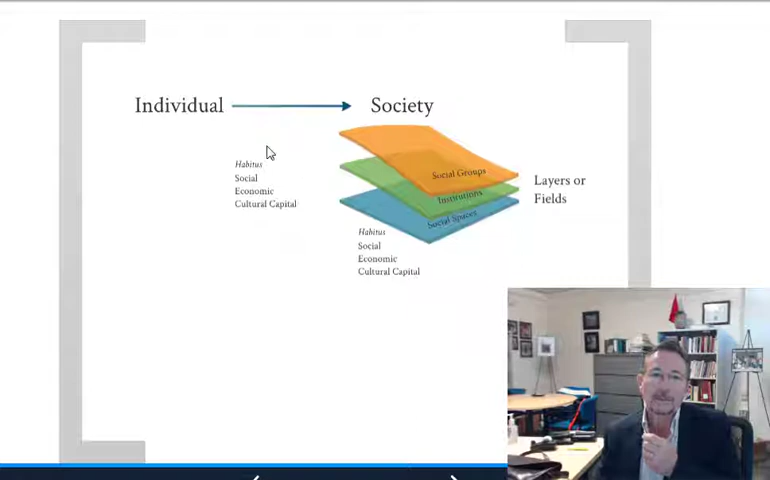 Individual
Society
Habitus
Social
Economic
Cultural Capital
Social Groups
Institutions
Social Spaces
Layers or
Fields
Habitus
Social
Economic
Cultural Capital